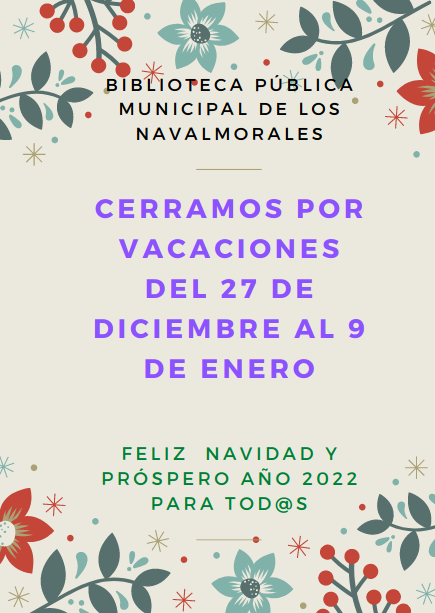 BIBLIOTECA PÚBLICA
MUNICIPAL DE LOS
NAVALMORALES
CERRAMOS POR
VACACIONES
DEL 27 DE
DICIEMBRE AL 9
DE ENERO
FELIZ  NAVIDAD Y
PRÓSPERO AÑO 2022
PARA TOD@S